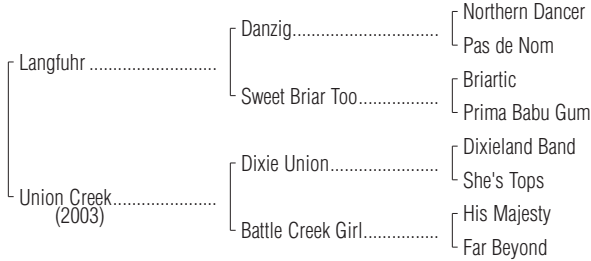 Northern Dancer
Danzig..............................
Pas de Nom
Langfuhr ..........................
Briartic
Sweet Briar Too................
Prima Babu Gum
Dixieland Band
Dixie Union......................
She's Tops
Union Creek.....................
(2003)
His Majesty
Battle Creek Girl...............
Far Beyond